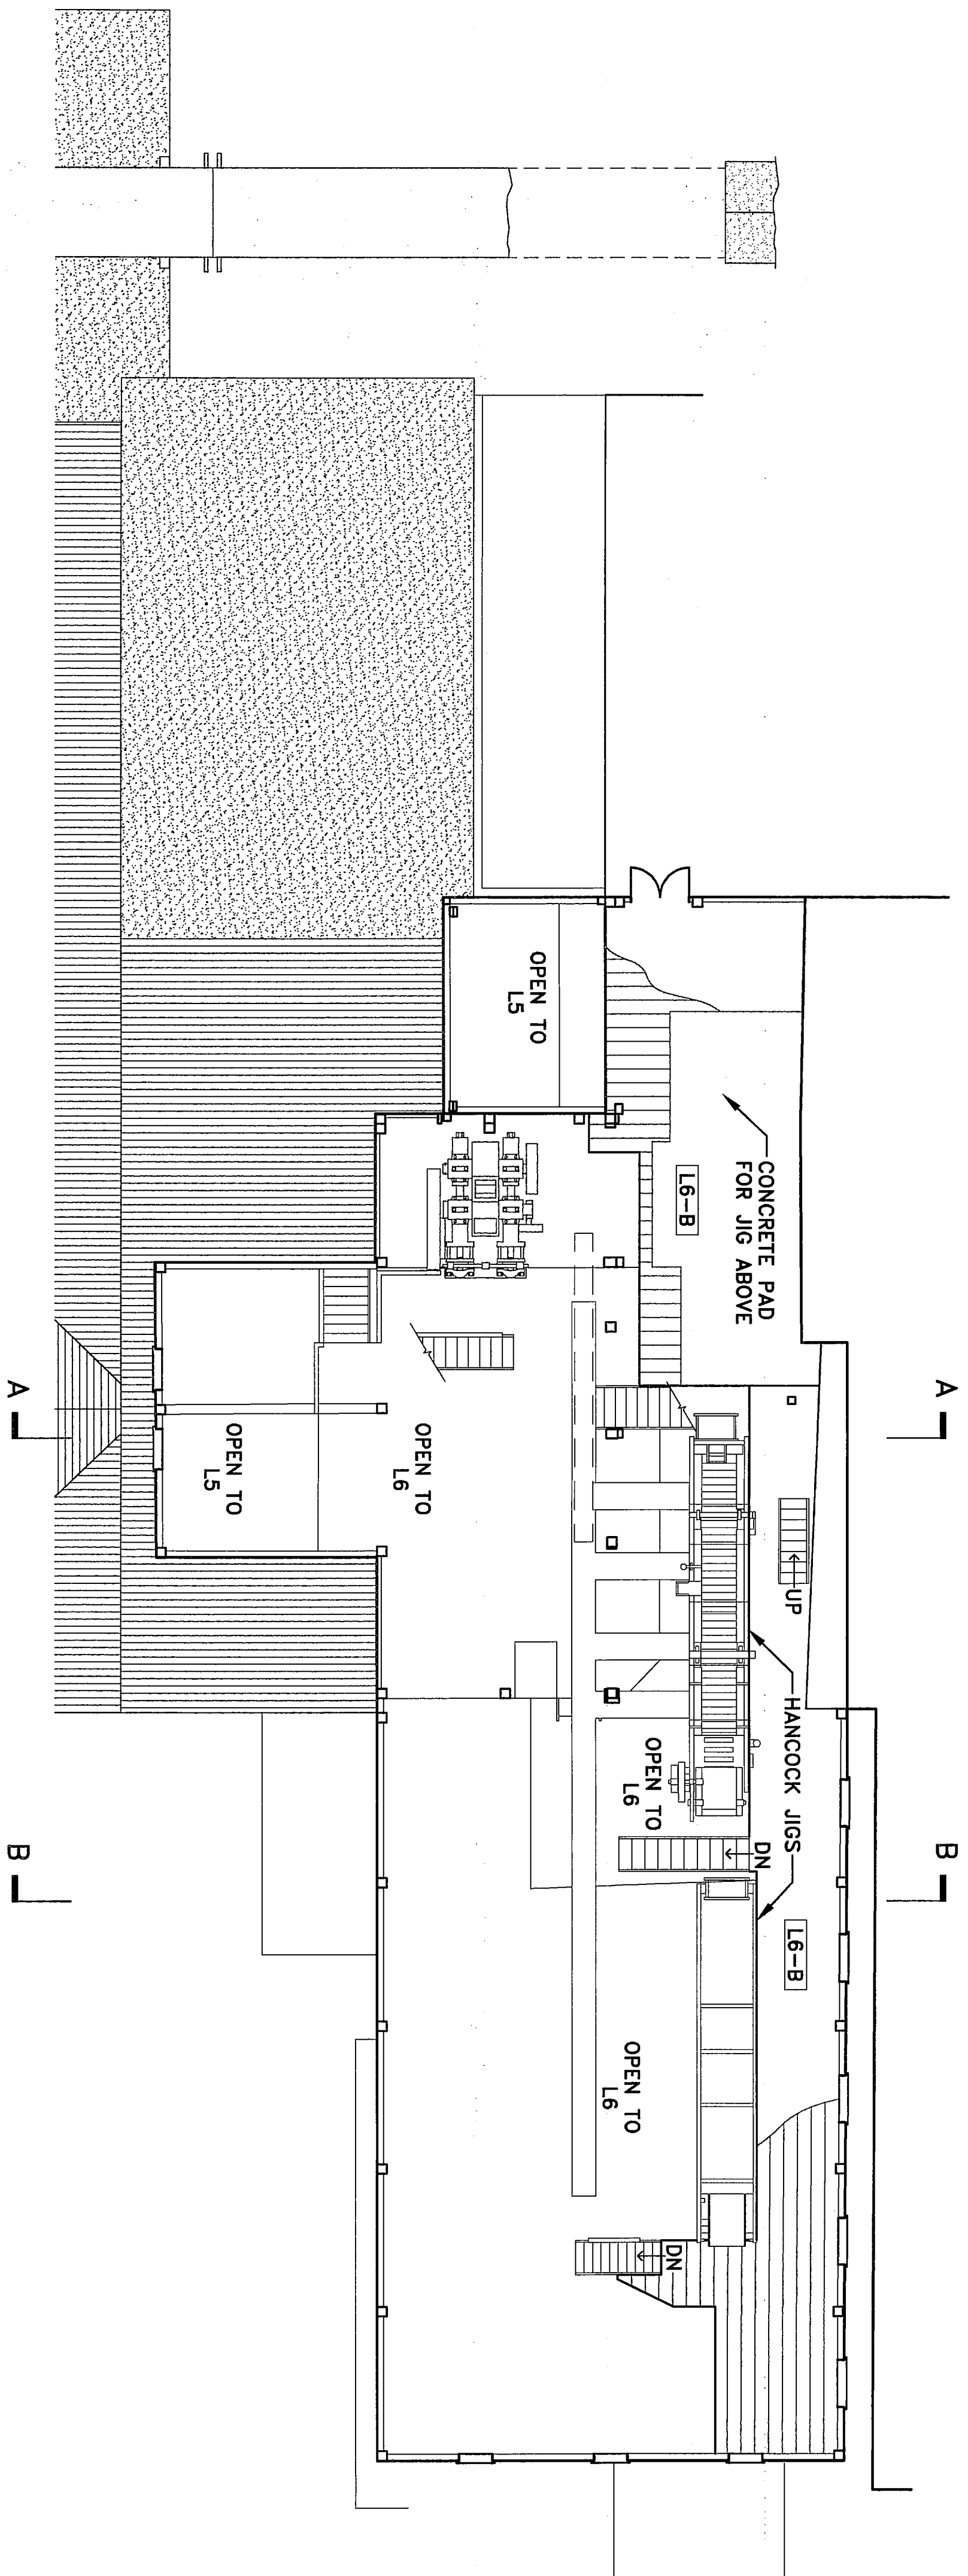 CONCRETE PAD
FOR JIG ABOVE
L6-B
OPEN TO
L5
A
A
UP
HANCOCK JIGS
OPEN TO
L6
OPEN TO
L5
OPEN TO
L6
DN
B
B
L6-B
OPEN TO
L6
DN